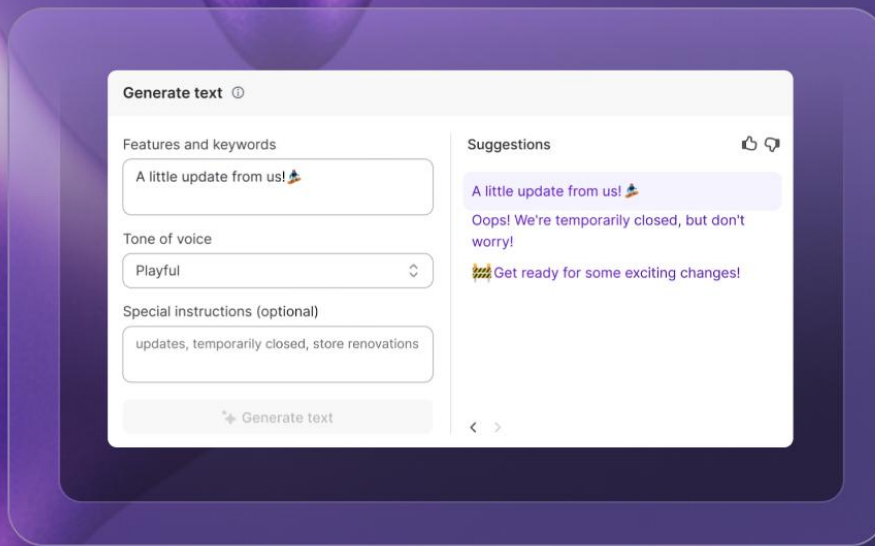 Generate text
Features and keywords
A little update from us!🏂
Tone of voice
Playful
Special instructions (optional)
updates, temporarily closed, store renovations
Generate text
Suggestions
A little update from us! 🏂
Oops! We're temporarily closed, but don't
worry!
🚧Get ready for some exciting changes!